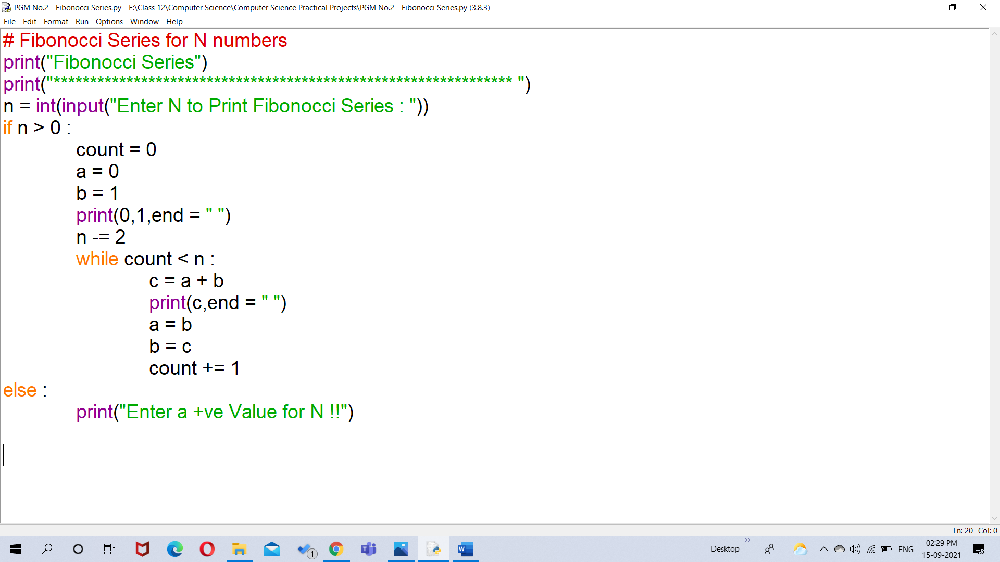 PGM No.2 - Fibonocci Series.py - E:\Class 12\Computer Science\Computer Science Practical Projects\PGM No.2 - Fibonocci Series.py (3.8.3)
File Edit Format Run Options Window Help
# Fibonocci Series for N numbers
print("Fibonocci Series")
print("*************************************************************** ")
n = int(input("Enter N to Print Fibonocci Series : "))
if n > 0 :
count = 0
a = 0
b = 1
print(0,1,end = " ")
n -= 2
while count < n :
c = a + b
print(c,end = " ")
a = b
b = c
count += 1
else :
print("Enter a +ve Value for N !!")
Ln: 20 Col: 0
1
Desktop
ENG
02:29 PM
15-09-2021